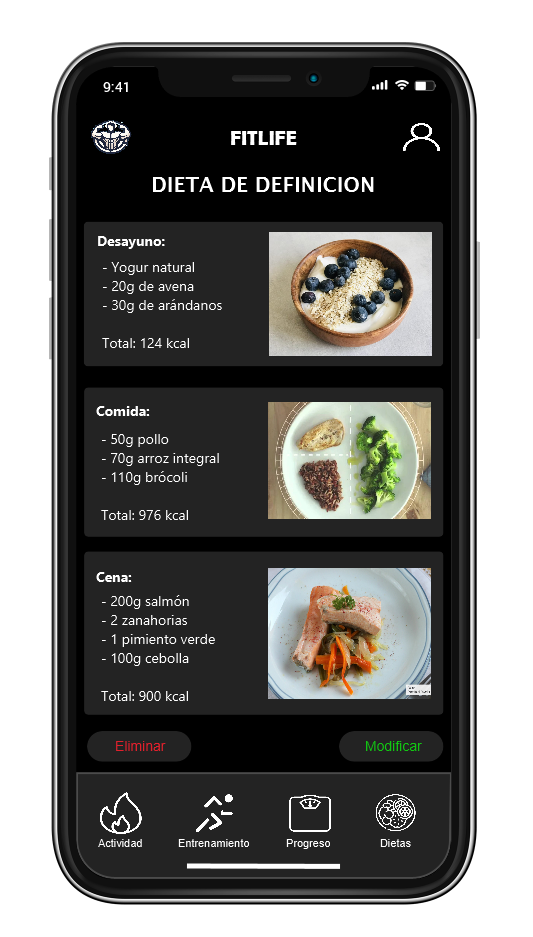 9:41
FITLIFE
DIETA DE DEFINICION
Desayuno:
- Yogur natural
- 20g de avena
- 30g de arándanos
Total: 124 kcal
Comida:
- 50g pollo
- 70g arroz integral
- 110g brócoli
Total: 976 kcal
Cena:
- 200g salmón
- 2 zanahorias
- 1 pimiento verde
- 100g cebolla
Total: 900 kcal
Eliminar Modificar
Actividad Entrenamiento Progreso Dietas